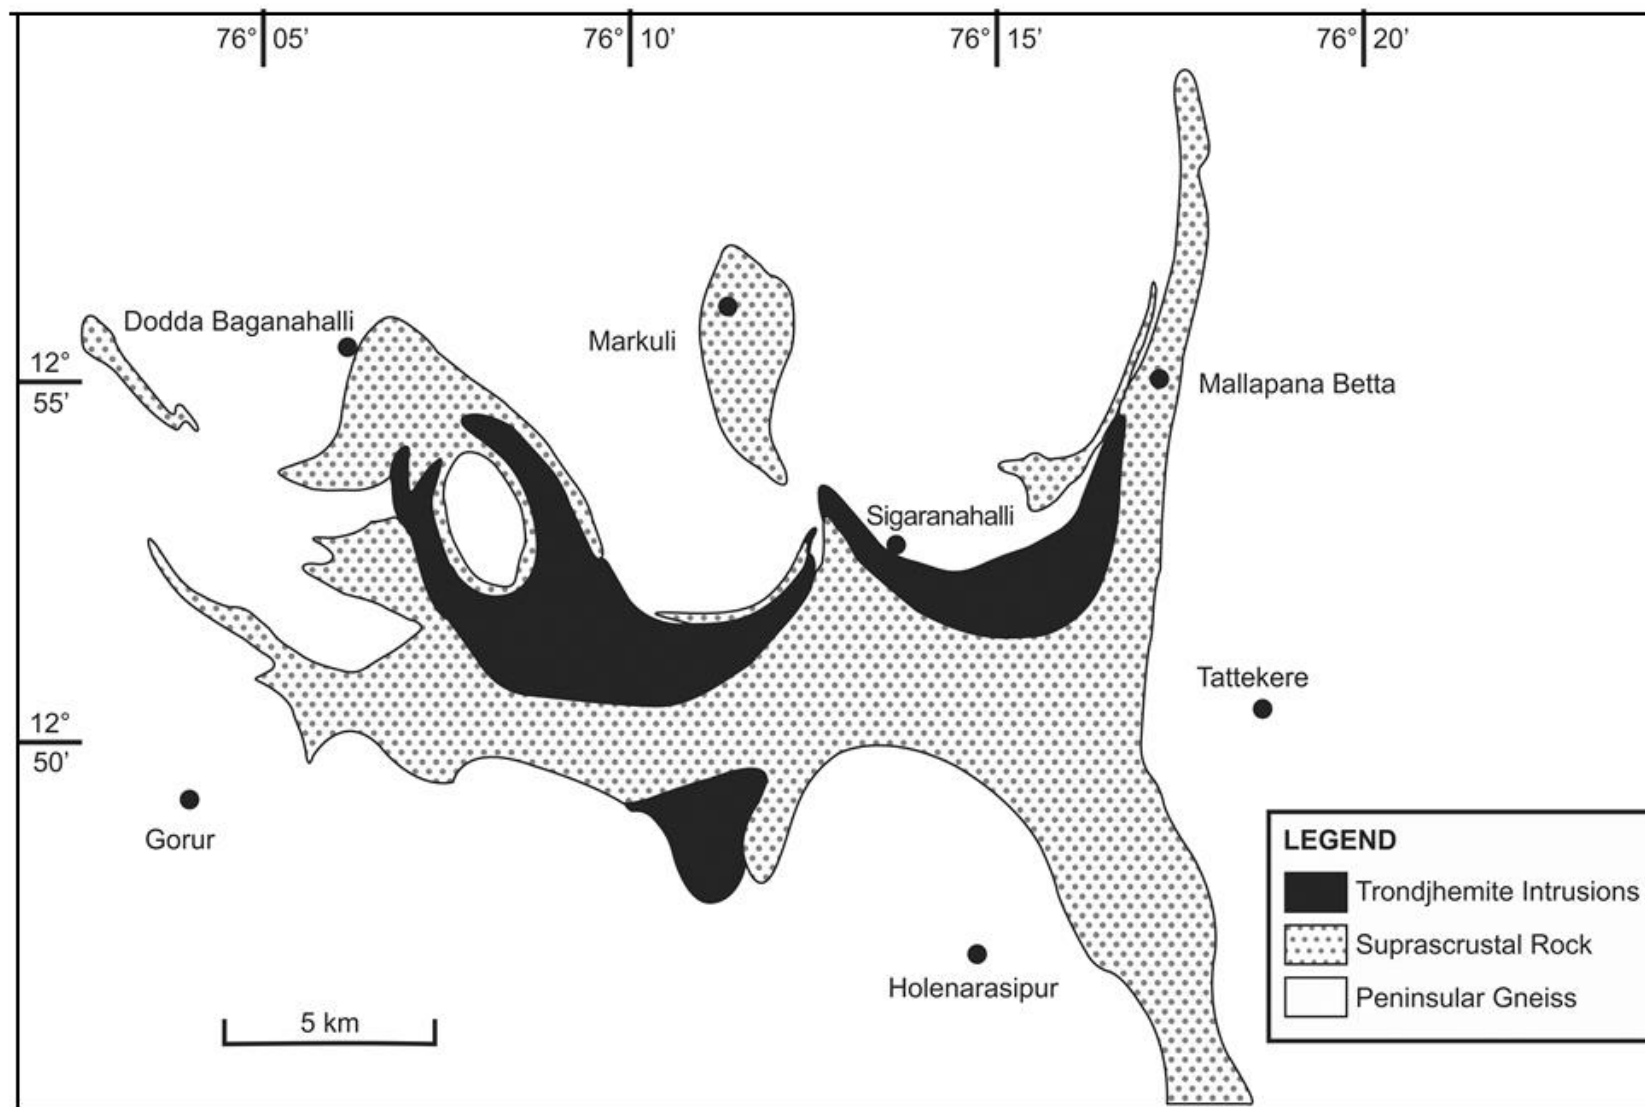 76° 05’
76° 10’
76° 15’
76° 20’
Dodda Baganahalli
Markuli
12°
55’
Mallapana Betta
Sigaranahalli
Tattekere
12°
50’
Gorur
Holenarasipur
5 km
LEGEND
Trondjhemite Intrusions
Suprascrustal Rock
Peninsular Gneiss